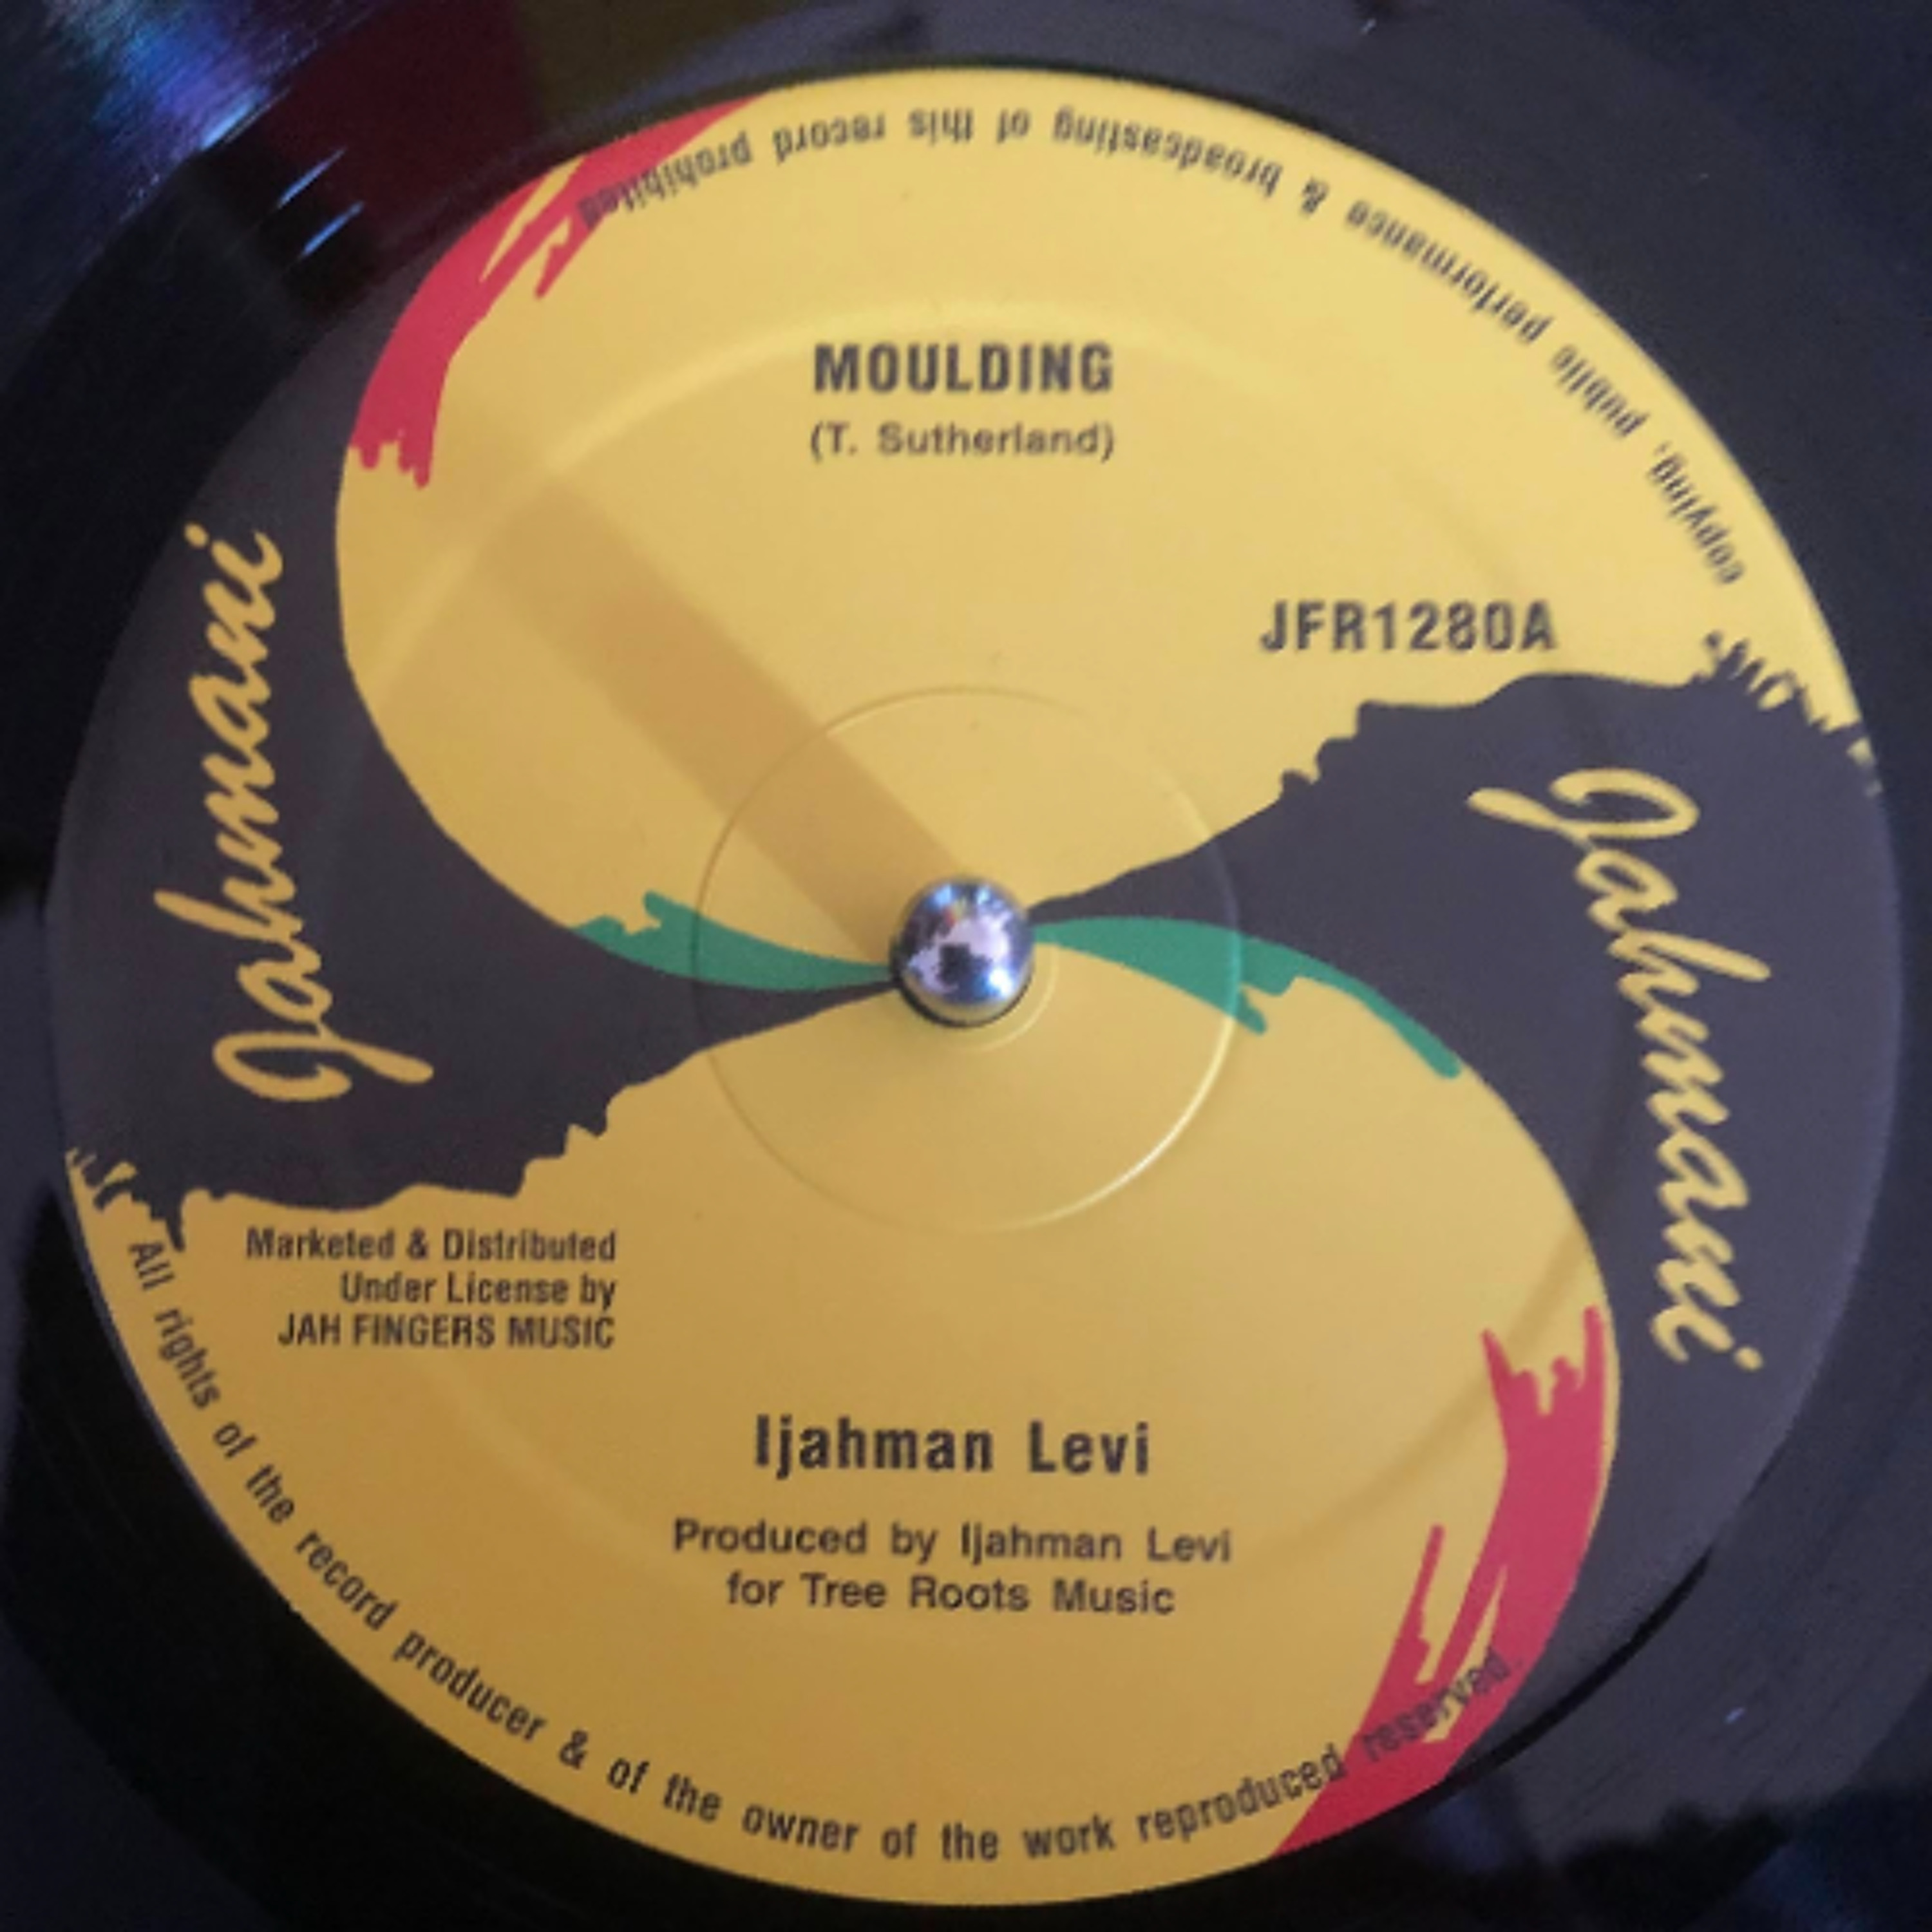 MOULDING
(T. Sutherland)
JFR1280A
Jahmani
Jahmani
Marketed & Distributed
Under License by
JAH FINGERS MUSIC
Ijahman Levi
Produced by Ijahman Levi
for Tree Roots Music
All rights of the record producer & of the owner of the work reproduced reserved.
copying, public performance & broadcasting of this record prohibited